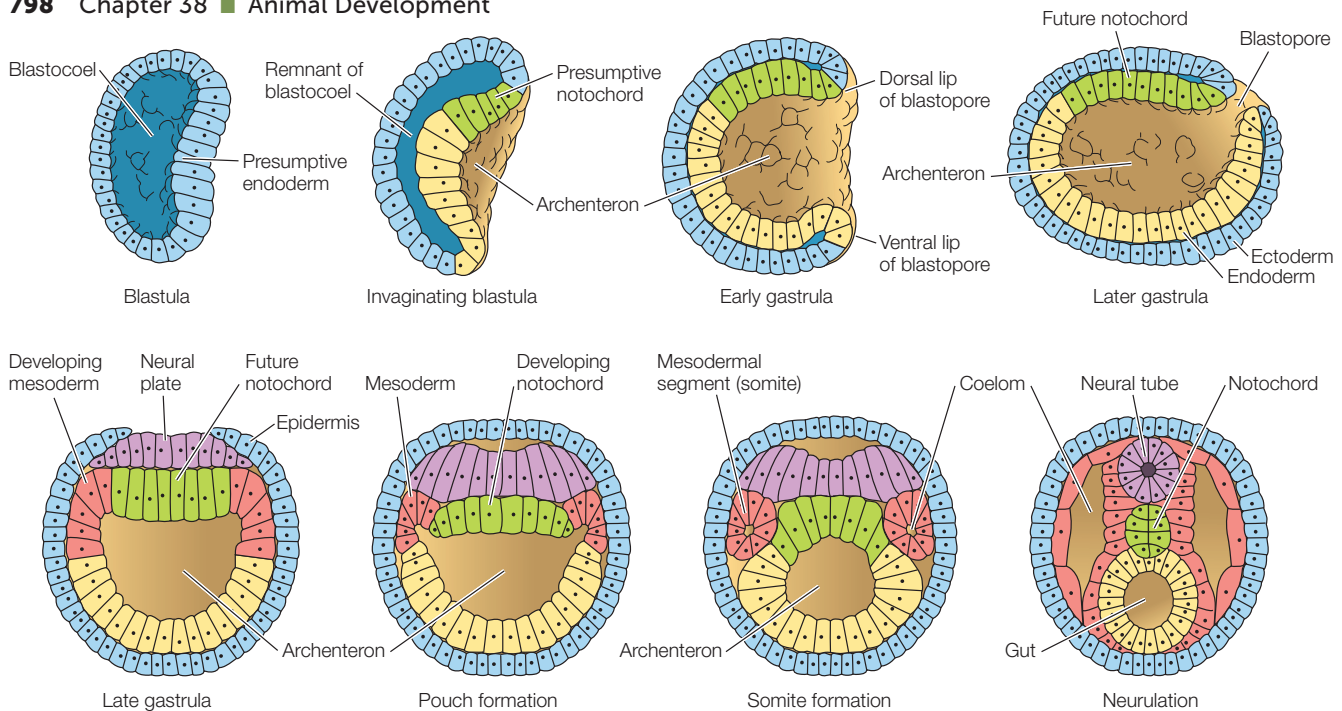 798 Chapter 38 ■ Animal Development
Blastocoel
Presumptive
endoderm
Blastula
Remnant of
blastocoel
Presumptive
notochord
Archenteron
Invaginating blastula
Dorsal lip
of blastopore
Ventral lip
of blastopore
Early gastrula
Future notochord
Blastopore
Archenteron
Ectoderm
Endoderm
Later gastrula
Developing
mesoderm
Neural
plate
Future
notochord
Epidermis
Archenteron
Late gastrula
Mesoderm
Developing
notochord
Pouch formation
Mesodermal
segment (somite)
Coelom
Archenteron
Somite formation
Neural tube
Notochord
Gut
Neurulation